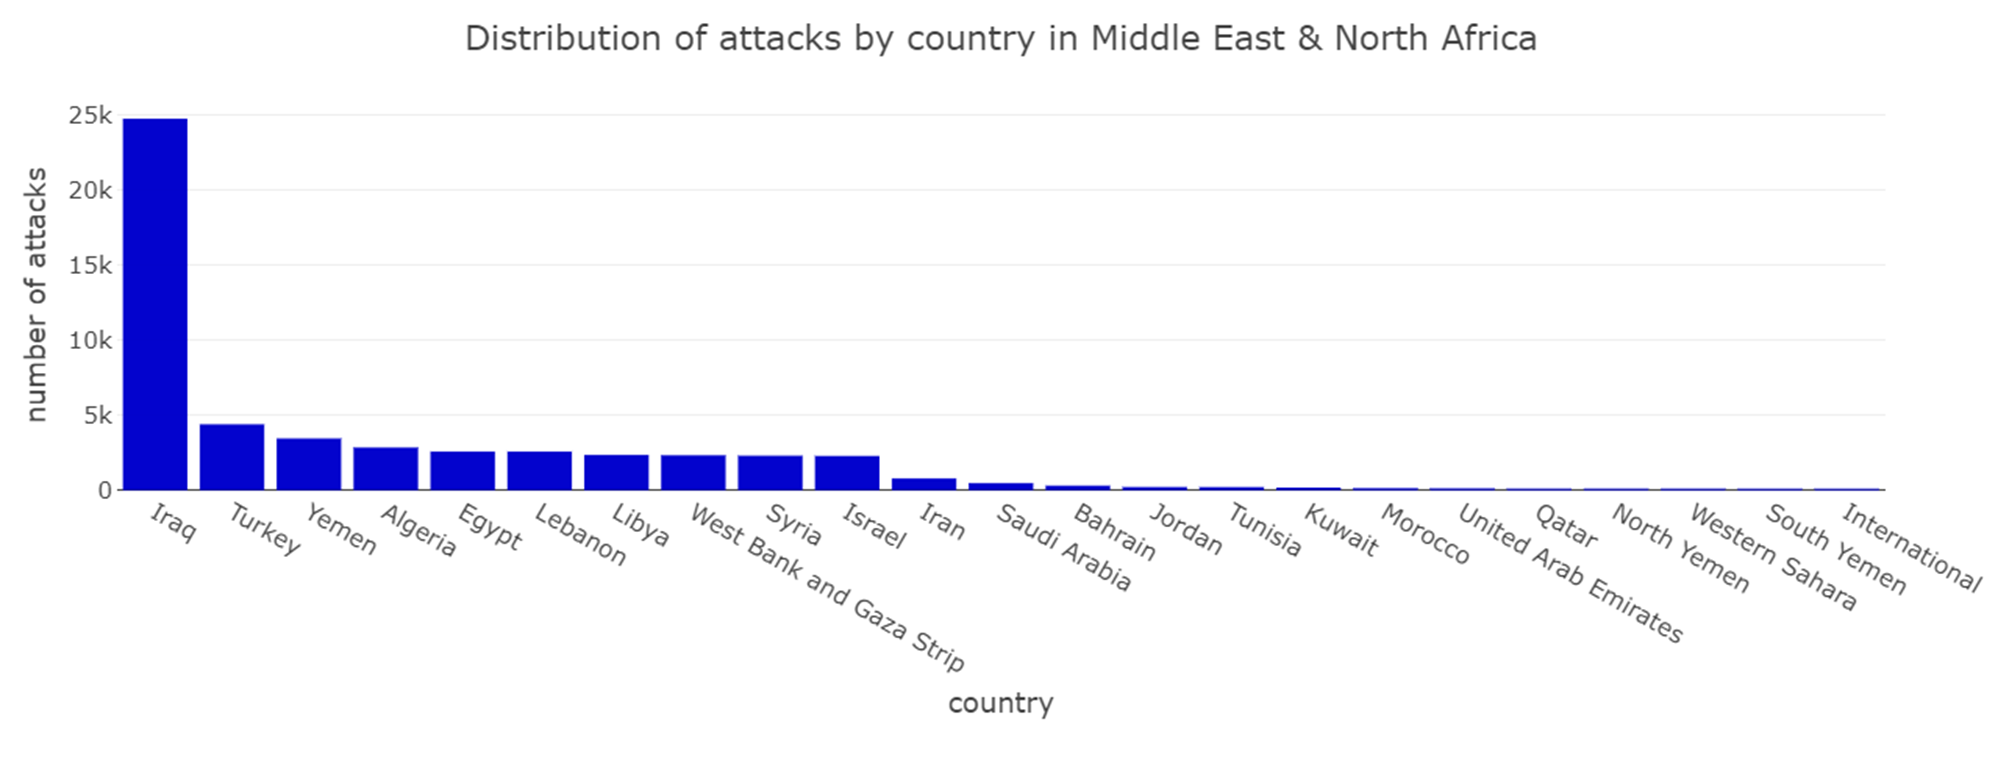 Distribution of attacks by country in Middle East & North Africa
number of attacks
25k
20k
15k
10k
5k
0
Iraq
Turkey
Yemen
Algeria
Egypt
Lebanon
Libya
West Bank and Gaza Strip
Syria
Israel
Iran
Saudi Arabia
Bahrain
Jordan
Tunisia
Kuwait
Morocco
United Arab Emirates
Qatar
North Yemen
Western Sahara
South Yemen
International
country